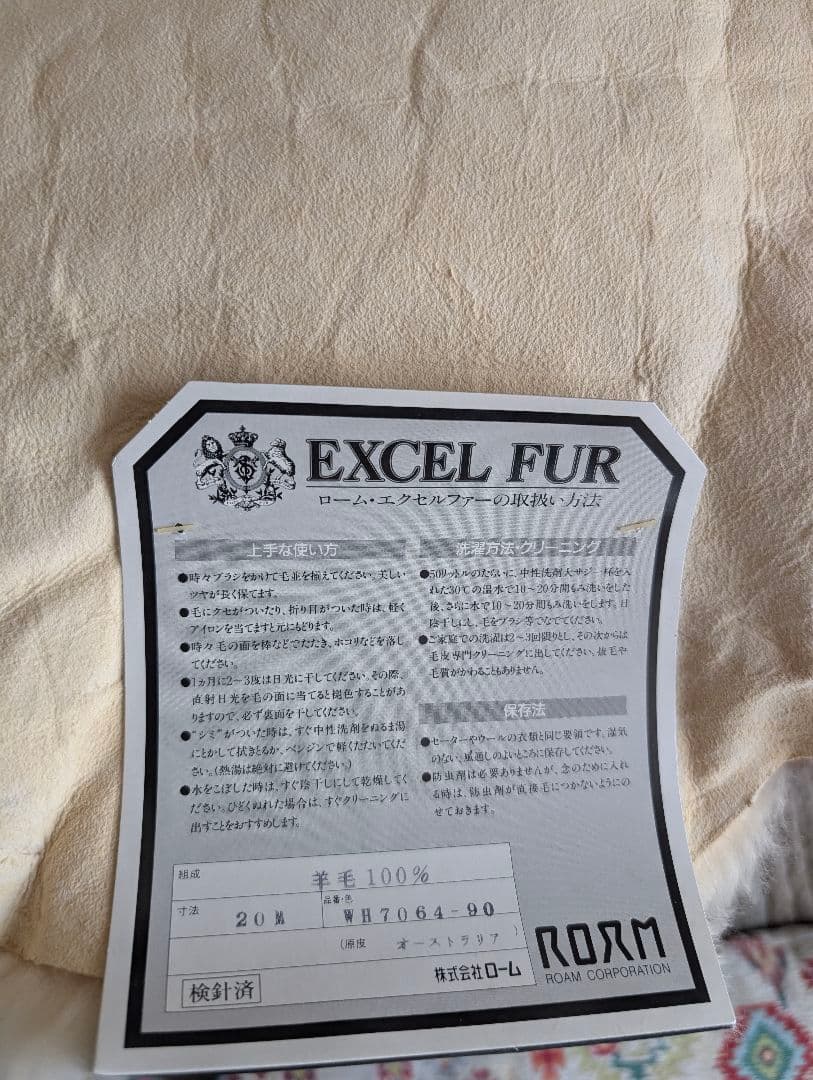 EXCEL FUR
ローム・エクセルファーの取扱い方法
上手な使い方
●時々ブラシをかけて毛並を揃えてください。美しい
ツヤが長く保てます。
●毛にクセがついたり、折り目がついた時は、軽く
アイロンを当てますと元にもどります。
●時々毛の面を棒などでたたき、ホコリなどを落し
てください。
●1ヵ月に2〜3度は日光に干してください。その際、
直射日光を毛の面に当てると褪色することがあ
りますので、必ず裏面を干してください。
●"シミ"がついた時は、すぐ中性洗剤をぬるま湯
にとかして拭きとるか、ベンジンで軽くたたいてくだ
さい。(熱湯は絶対に避けてください。)
●水をこぼした時は、すぐ陰干しにして乾燥してく
ださい。ひどくぬれた場合は、すぐクリーニングに
出すことをおすすめします。
洗濯方法・クリーニング
●50リットルのたらいに、中性洗剤大サジ一杯を入
れた30℃の温水で10〜20分間もみ洗いをした
後、さらに水で10〜20分間もみ洗いをします。日
陰干しにし、毛をブラシ等でなでてください。
●ご家庭での洗濯は2〜3回限りとし、その次からは
毛皮専門クリーニングに出してください。抜毛や
毛質がかわることもありません。
保存法
●セーターやウールの衣類と同じ要領です。湿気
のない、風通しのよいところに保存してください。
●防虫剤は必要ありませんが、念のために入れ
る時は、防虫剤が直接毛につかないようにの
せておきます。
組成 羊毛100%
寸法 20M 品番・色 WH7064-90
(原皮 オーストラリア )
株式会社ローム
検針済
ROAM
ROAM CORPORATION